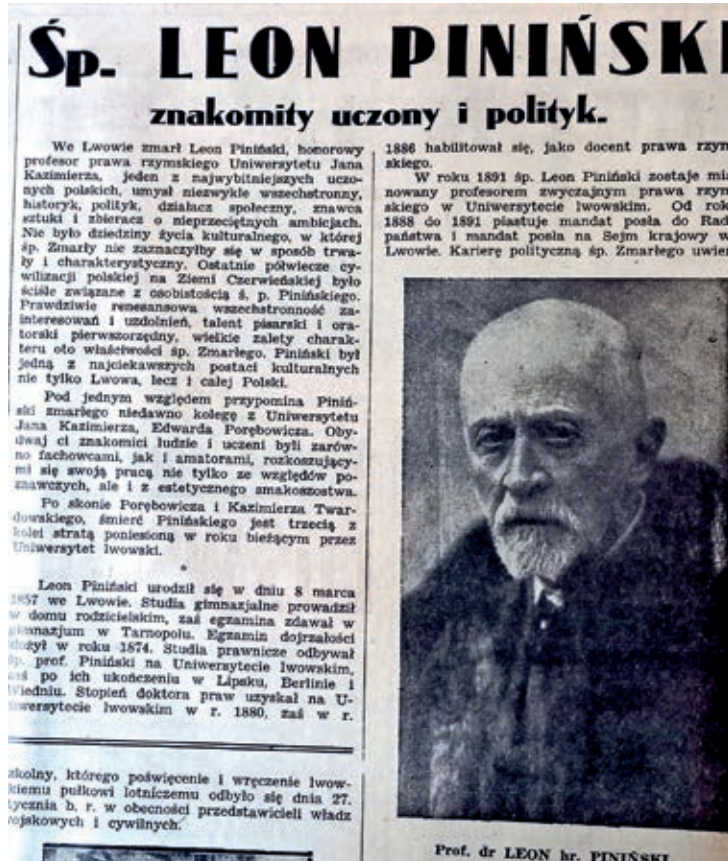 Śp. LEON PINIŃSKI
znakomity uczony i polityk.
We Lwowie zmarł Leon Piniński, honorowy
profesor prawa rzymskiego Uniwersytetu Jana
Kazimierza, jeden z najwybitniejszych uczo-
nych polskich, umysł niezwykle wszechstronny,
historyk, polityk, działacz społeczny, znawca
sztuki i zbieracz o nieprzeciętnych ambicjach.
Nie było dziedziny życia kulturalnego, w której
śp. Zmarły nie zaznaczyłby się w sposób trwa-
ły i charakterystyczny. Ostatnie półwiecze cy-
wilizacji polskiej na Ziemi Czerwieńskiej było
ściśle związane z osobistością ś. p. Pinińskiego.
Prawdziwie renesansowa wszechstronność za-
interesowań i uzdolnień, talent pisarski i ora-
torski pierwszorzędny, wielkie zalety charak-
teru oto właściwości śp. Zmarłego. Piniński był
jedną z najciekawszych postaci kulturalnych
nie tylko Lwowa, lecz i całej Polski.
Pod jednym względem przypomina Piniń-
ski zmarłego niedawno kolegę z Uniwersytetu
Jana Kazimierza, Edwarda Porębowicza. Oby-
dwaj ci znakomici ludzie i uczeni byli zarów-
no fachowcami, jak i amatorami, rozkoszujący-
mi się swoją pracą nie tylko ze względów po-
znawczych, ale i z estetycznego smakoszostwa.
Po skonie Porębowicza i Kazimierza Twar-
dowskiego, śmierć Pinińskiego jest trzecią z
kolei stratą poniesioną w roku bieżącym przez
Uniwersytet lwowski.
*
Leon Piniński urodził się w dniu 8 marca
1857 we Lwowie. Studia gimnazjalne prowadził
w domu rodzicielskim, zaś egzamina zdawał w
gimnazjum w Tarnopolu. Egzamin dojrzałości
złożył w roku 1874. Studia prawnicze odbywał
śp. prof. Piniński na Uniwersytecie lwowskim,
zaś po ich ukończeniu w Lipsku, Berlinie i
Wiedniu. Stopień doktora praw uzyskał na U-
niwersytecie lwowskim w r. 1880, zaś w r.
zkolny, którego poświęcenie i wręczenie lwow-
kiemu pułkowi lotniczemu odbyło się dnia 27.
tycznia b. r. w obecności przedstawicieli władz
ojskowych i cywilnych.
1886 habilitował się, jako docent prawa rzym
skiego.
W roku 1891 śp. Leon Piniński zostaje mia
nowany profesorem zwyczajnym prawa rzym
skiego w Uniwersytecie lwowskim. Od roku
1888 do 1891 piastuje mandat posła do Rady
państwa i mandat posła na Sejm krajowy w
Lwowie. Karierę polityczną śp. Zmarłego uwień
Prof. dr LEON hr. PINIŃSKI